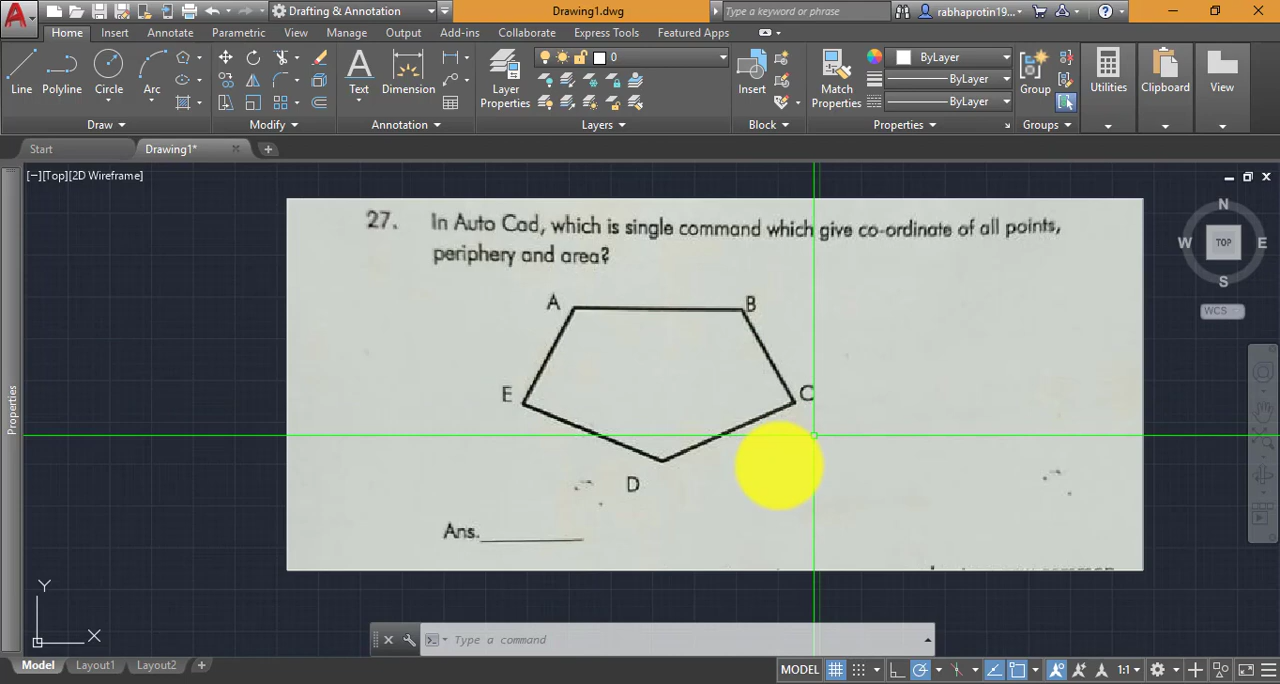 Drafting & Annotation
Drawing1.dwg
Type a keyword or phrase
rabhaprotin19...
Home Insert Annotate Parametric View Manage Output Add-ins Collaborate Express Tools Featured Apps
Line Polyline Circle Arc
Text Dimension
Layer Properties
0
Insert
Match Properties
ByLayer
ByLayer
ByLayer
Group
Utilities
Clipboard
View
Draw Modify Annotation Layers Block Properties Groups
Start Drawing1*
[−][Top][2D Wireframe]
27. In Auto Cad, which is single command which give co-ordinate of all points,
periphery and area?
A B
E C
D
Ans.
N
W TOP E
S
WCS
Properties
Y
X
Type a command
Model Layout1 Layout2
MODEL 1:1